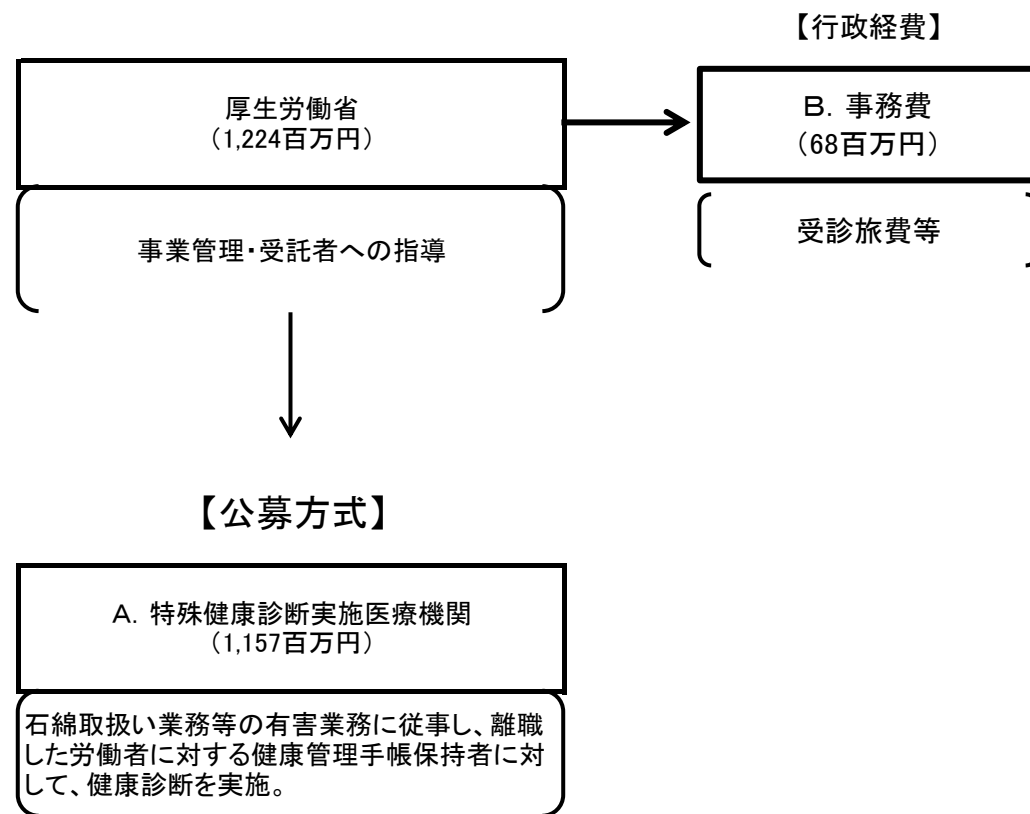 【行政経費】
厚生労働省
（1,224百万円）
Ｂ．事務費
（68百万円）
事業管理・受託者への指導
受診旅費等
【公募方式】
Ａ．特殊健康診断実施医療機関
（1,157百万円）
石綿取扱い業務等の有害業務に従事し、離職
した労働者に対する健康管理手帳保持者に対
して、健康診断を実施。